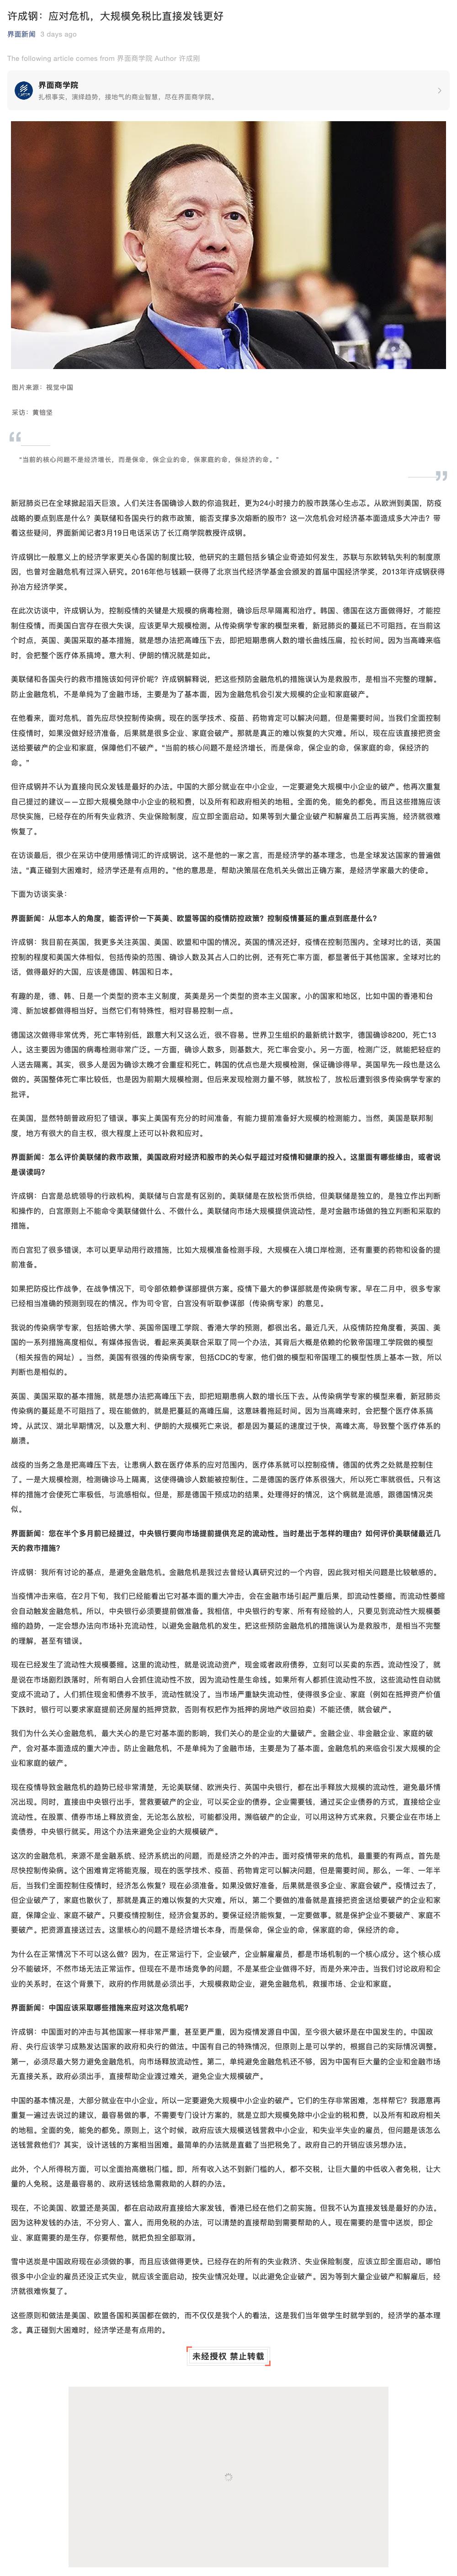 许成钢：应对危机，大规模免税比直接发钱更好
界面新闻 3 days ago
The following article comes from 界面商学院 Author 许成刚
界面商学院
扎根事实，演绎趋势，接地气的商业智慧，尽在界面商学院。
图片来源：视觉中国
采访：黄锫坚
“当前的核心问题不是经济增长，而是保命，保企业的命，保家庭的命，保经济的命。”
新冠肺炎已在全球掀起滔天巨浪。人们关注各国确诊人数的你追我赶，更为24小时接力的股市跌荡心生忐忑。从欧洲到美国，防疫
战略的要点到底是什么？美联储和各国央行的救市政策，能否支撑多次熔断的股市？这一次危机会对经济基本面造成多大冲击？带
着这些疑问，界面新闻记者3月19日电话采访了长江商学院教授许成钢。
许成钢比一般意义上的经济学家更关心各国的制度比较，他研究的主题包括乡镇企业奇迹如何发生，苏联与东欧转轨失利的制度原
因，也曾对金融危机有过深入研究。2016年他与钱颖一获得了北京当代经济学基金会颁发的首届中国经济学奖，2013年许成钢获得
孙冶方经济学奖。
在此次访谈中，许成钢认为，控制疫情的关键是大规模的病毒检测，确诊后尽早隔离和治疗。韩国、德国在这方面做得好，才能控
制住疫情。而美国白宫存在很大失误，应该更早大规模检测。从传染病学专家的模型来看，新冠肺炎的蔓延已不可阻挡。在当前这
个时点，英国、美国采取的基本措施，就是想办法把高峰压下去，即把短期患病人数的增长曲线压扁，拉长时间。因为当高峰来临
时，会把整个医疗体系搞垮。意大利、伊朗的情况就是如此。
美联储和各国央行的救市措施该如何评价呢？许成钢解释说，把这些预防金融危机的措施误认为是救股市，是相当不完整的理解。
防止金融危机，不是单纯为了金融市场，主要是为了基本面，因为金融危机会引发大规模的企业和家庭破产。
在他看来，面对危机，首先应尽快控制传染病。现在的医学技术、疫苗、药物肯定可以解决问题，但是需要时间。当我们全面控制
住疫情时，如果没做好经济准备，后果就是很多企业、家庭会破产。那就是真正的难以恢复的大灾难。所以，现在应该直接把资金
送给要破产的企业和家庭，保障他们不破产。“当前的核心问题不是经济增长，而是保命，保企业的命，保家庭的命，保经济的
命。”
但许成钢并不认为直接向民众发钱是最好的办法。中国的大部分就业在中小企业，一定要避免大规模中小企业的破产。他再次重复
自己提过的建议——立即大规模免除中小企业的税和费，以及所有和政府相关的地租。全面的免，能免的都免。而且这些措施应该
尽快实施，已经存在的所有失业救济、失业保险制度，应立即全面启动。如果等到大量企业破产和解雇员工后再实施，经济就很难
恢复了。
在访谈最后，很少在采访中使用感情词汇的许成钢说，这不是他的一家之言，而是经济学的基本理念，也是全球发达国家的普遍做
法。“真正碰到大困难时，经济学还是有点用的。”他的意思是，帮助决策层在危机关头做出正确方案，是经济学家最大的使命。
下面为访谈实录：
界面新闻：从您本人的角度，能否评价一下英美、欧盟等国的疫情防控政策？控制疫情蔓延的重点到底是什么？
许成钢：我目前在英国，我更多关注英国、美国、欧盟和中国的情况。英国的情况还好，疫情在控制范围内。全球对比的话，英国
控制的程度和美国大体相似，包括传染的范围、确诊人数及其占人口的比例，还有死亡率方面，都显著低于其他国家。全球对比的
话，做得最好的大国，应该是德国、韩国和日本。
有趣的是，德、韩、日是一个类型的资本主义制度，英美是另一个类型的资本主义国家。小的国家和地区，比如中国的香港和台
湾、新加坡都做得相当好。当然它们有特殊性，相对容易控制一点。
德国这次做得非常优秀，死亡率特别低，跟意大利又这么近，很不容易。世界卫生组织的最新统计数字，德国确诊8200，死亡13
人。这主要因为德国的病毒检测非常广泛。一方面，确诊人数多，则基数大，死亡率会变小。另一方面，检测广泛，就能把轻症的
人送去隔离。其实，很多人是因为确诊太晚才会重症和死亡。韩国的优点也是大规模检测，保证确诊得早。英国早先一段也是这么
做的。英国整体死亡率比较低，也是因为前期大规模检测。但后来发现检测力量不够，就放松了，放松后遭到很多传染病学专家的
批评。
在美国，显然特朗普政府犯了错误。事实上美国有充分的时间准备，有能力提前准备好大规模的检测能力。当然，美国是联邦制
度，地方有很大的自主权，很大程度上还可以补救和应对。
界面新闻：怎么评价美联储的救市政策，美国政府对经济和股市的关心似乎超过对疫情和健康的投入。这里面有哪些缘由，或者说
是误读吗？
许成钢：白宫是总统领导的行政机构，美联储与白宫是有区别的。美联储是在放松货币供给，但美联储是独立的，是独立作出判断
和操作的，白宫原则上不能命令美联储做什么、不做什么。美联储向市场大规模提供流动性，是对金融市场做的独立判断和采取的
措施。
而白宫犯了很多错误，本可以更早动用行政措施，比如大规模准备检测手段，大规模在入境口岸检测，还有重要的药物和设备的提
前准备。
如果把防疫比作战争，在战争情况下，司令部依赖参谋部提供方案。疫情下最大的参谋部就是传染病专家。早在二月中，很多专家
已经相当准确的预测到现在的情况。作为司令官，白宫没有听取参谋部（传染病专家）的意见。
我说的传染病学专家，包括哈佛大学、英国帝国理工学院、香港大学的预测，都很出名。最近几天，从疫情防控角度看，英国、美
国的一系列措施高度相似。有媒体报告说，看起来英美联合采取了同一个办法，其背后大概是依赖的伦敦帝国理工学院做的模型
（相关报告的网址）。当然，美国有很强的传染病专家，包括CDC的专家，他们做的模型和帝国理工的模型性质上基本一致，所以
判断也是相似的。
英国、美国采取的基本措施，就是想办法把高峰压下去，即把短期患病人数的增长压下去。从传染病学专家的模型来看，新冠肺炎
传染病的蔓延是不可阻挡了。现在能做的，就是把蔓延的高峰压扁，这意味着拖延时间。因为当高峰来时，会把整个医疗体系搞
垮。从武汉、湖北早期情况，以及意大利、伊朗的大规模死亡来说，都是因为蔓延的速度过于快，高峰太高，导致整个医疗体系的
崩溃。
战疫的当务之急是把高峰压下去，让患病人数在医疗体系的应对范围内，医疗体系就可以控制疫情。德国的优秀之处就是控制住
了。一是大规模检测，检测确诊马上隔离，这使得确诊人数能被控制住。二是德国的医疗体系很强大，所以死亡率就很低。只有这
样的措施才会使死亡率极低，与流感相似。但是，那是德国干预成功的结果。处理得好的情况，这个病就是流感，跟德国情况类
似。
界面新闻：您在半个多月前已经提过，中央银行要向市场提前提供充足的流动性。当时是出于怎样的理由？如何评价美联储最近几
天的救市措施？
许成钢：我所有讨论的基点，是避免金融危机。金融危机是我过去曾经认真研究过的一个内容，因此我对相关问题是比较敏感的。
当疫情冲击来临，在2月下旬，我们已经能看出它对基本面的重大冲击，会在金融市场引起严重后果，即流动性萎缩。而流动性萎缩
会自动触发金融危机。所以，中央银行必须要提前做准备。我相信，中央银行的专家、所有有经验的人，只要见到流动性大规模萎
缩的趋势，一定会想办法向市场补充流动性，以避免金融危机的发生。把这些预防金融危机的措施误认为是救股市，是相当不完整
的理解，甚至有错误。
现在已经发生了流动性大规模萎缩。这里的流动性，就是说流动资产，现金或者政府债券，立刻可以买卖的东西。流动性没了，就
是说在市场剧烈跌落时，所有明白人会抓住流动性不放，因为流动性是生命线。如果所有人都抓住流动性不放，这些流动性自动就
变成不流动了。人们抓住现金和债券不放手，流动性就没了。当市场严重缺失流动性，使得很多企业、家庭（例如在抵押资产价值
下跌时，银行可以要求家庭提前还房屋的抵押贷款，否则有权把作为抵押的房地产收回拍卖）不能还债，就会破产。
我们为什么关心金融危机，最大关心的是它对基本面的影响，我们关心的是企业的大量破产。金融企业、非金融企业、家庭的破
产，会对基本面造成的重大冲击。防止金融危机，不是单纯为了金融市场，主要是为了基本面。金融危机的来临会引发大规模的企
业和家庭的破产。
现在疫情导致金融危机的趋势已经非常清楚，无论美联储、欧洲央行、英国中央银行，都在出手释放大规模的流动性，避免最坏情
况出现。同时，直接由中央银行出手，营救要破产的企业，可以买企业的债券。企业需要钱，通过买企业债券的方式，直接给企业
流动性。在股票、债券市场上释放资金，无论怎么放松，可能都没用。濒临破产的企业，可以用这种方式来救。只要企业在市场上
卖债券，中央银行就买。用这个办法来避免企业的大规模破产。
这次的金融危机，来源不是金融系统、经济系统出的问题，而是经济之外的冲击。面对疫情带来的危机，最重要的有两点。首先是
尽快控制传染病。这个困难肯定将能克服，现在的医学技术、疫苗、药物肯定可以解决问题，但是需要时间。那么，一年、一年半
后，当我们全面控制住疫情时，经济怎么恢复？现在必须准备。如果没做好准备，后果就是很多企业、家庭会破产。疫情过去了，
但企业破产了，家庭也散伙了，那就是真正的难以恢复的大灾难。所以，第二个要做的准备就是直接把资金送给要破产的企业和家
庭，保障企业、家庭不破产。只要疫情控制住，经济会复苏的。要保证经济能恢复，一定要做事。就是保护企业不要破产、家庭不
要破产。把资源直接送过去。这里核心的问题不是经济增长本身，而是保命，保企业的命，保家庭的命，保经济的命。
为什么在正常情况下不可以这么做？因为，在正常运行下，企业破产，企业解雇雇员，都是市场机制的一个核心成分。这个核心成
分不能破坏，不然市场无法正常运作。但现在不是市场竞争的问题，不是某些企业做得不好，而是外来冲击。当我们讨论政府和企
业的关系时，在这个背景下，政府的作用就是必须出手，大规模救助企业，避免金融危机，救援市场、企业和家庭。
界面新闻：中国应该采取哪些措施来应对这次危机呢？
许成钢：中国面对的冲击与其他国家一样非常严重，甚至更严重，因为疫情发源自中国，至今很大破坏是在中国发生的。中国政
府、央行应该学习成熟发达国家的政府和央行的做法。中国有自己的特殊情况，但原则上是可以学的，根据自己的实际情况调整。
第一，必须尽最大努力避免金融危机，向市场释放流动性。第二，单纯避免金融危机还不够，因为中国有巨大量的企业和金融市场
无直接关系。政府必须出手，直接帮助企业渡过难关，避免企业大规模破产。
中国的基本情况是，大部分就业在中小企业。所以一定要避免大规模中小企业的破产。它们的生存非常困难，怎样帮它？我愿意再
重复一遍过去说过的建议，最容易做的事，不需要专门设计方案的，就是立即大规模免除中小企业的税和费，以及所有和政府相关
的地租。全面的免，能免的都免。原则上，这个时候，政府应该大规模送钱营救中小企业，和失业半失业的雇员，但问题是该怎么
送钱营救他们？其实，设计送钱的方案相当困难。最简单的办法就是直截了当把税免了。政府自己的开销应该另想办法。
此外，个人所得税方面，可以全面抬高缴税门槛。即，所有收入达不到新门槛的人，都不交税，让巨大量的中低收入者免税，让大
量的人免税。这是最容易的、政府送钱给急需救助的人群的办法。
现在，不论美国、欧盟还是英国，都在启动政府直接给大家发钱，香港已经在他们之前实施。但我不认为直接发钱是最好的办法。
因为这种发钱的办法，不分穷人、富人。而用免税的办法，可以清楚的直接帮助到需要帮助的人。现在需要的是雪中送炭，即企
业、家庭需要的是生存，你要帮他，就把负担全部取消。
雪中送炭是中国政府现在必须做的事，而且应该做得更快。已经存在的所有的失业救济、失业保险制度，应该立即全面启动。哪怕
很多中小企业的雇员还没正式失业，就应该全面启动，按失业情况处理。以此避免企业破产。因为等到大量企业破产和解雇后，经
济就很难恢复了。
这些原则和做法是美国、欧盟各国和英国都在做的，而不仅仅是我个人的看法，这是我们当年做学生时就学到的，经济学的基本理
念。真正碰到大困难时，经济学还是有点用的。
未经授权 禁止转载